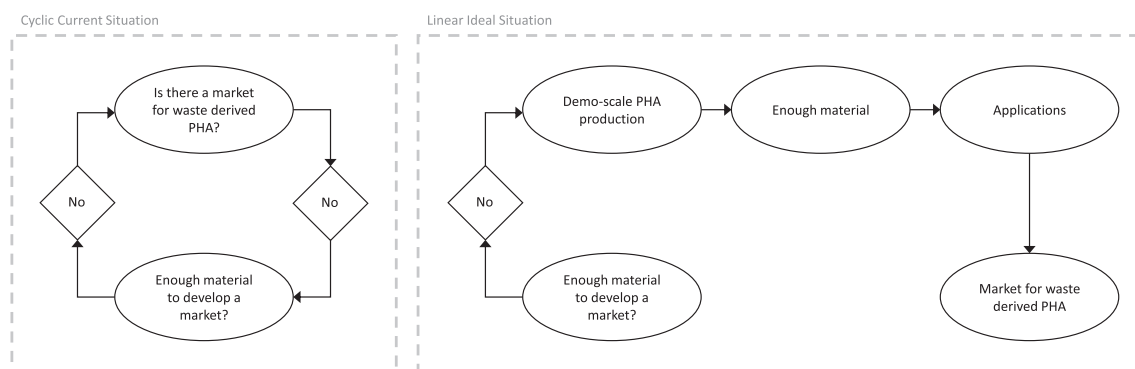 Cyclic Current Situation
Is there a market
for waste derived
PHA?
No
No
Enough material
to develop a
market?
Linear Ideal Situation
Demo-scale PHA
production
Enough material
Applications
No
Enough material
to develop a
market?
Market for waste
derived PHA